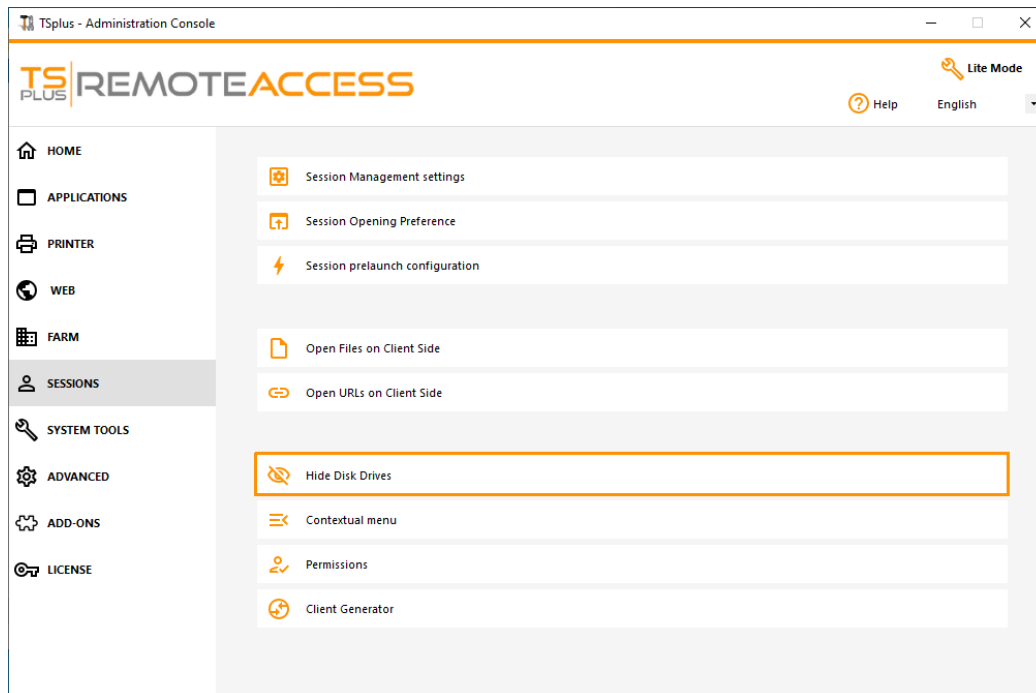 TSplus - Administration Console
TS PLUS REMOTEACCESS
Lite Mode
Help
English
HOME
APPLICATIONS
PRINTER
WEB
FARM
SESSIONS
SYSTEM TOOLS
ADVANCED
ADD-ONS
LICENSE
Session Management settings
Session Opening Preference
Session prelaunch configuration
Open Files on Client Side
Open URLs on Client Side
Hide Disk Drives
Contextual menu
Permissions
Client Generator